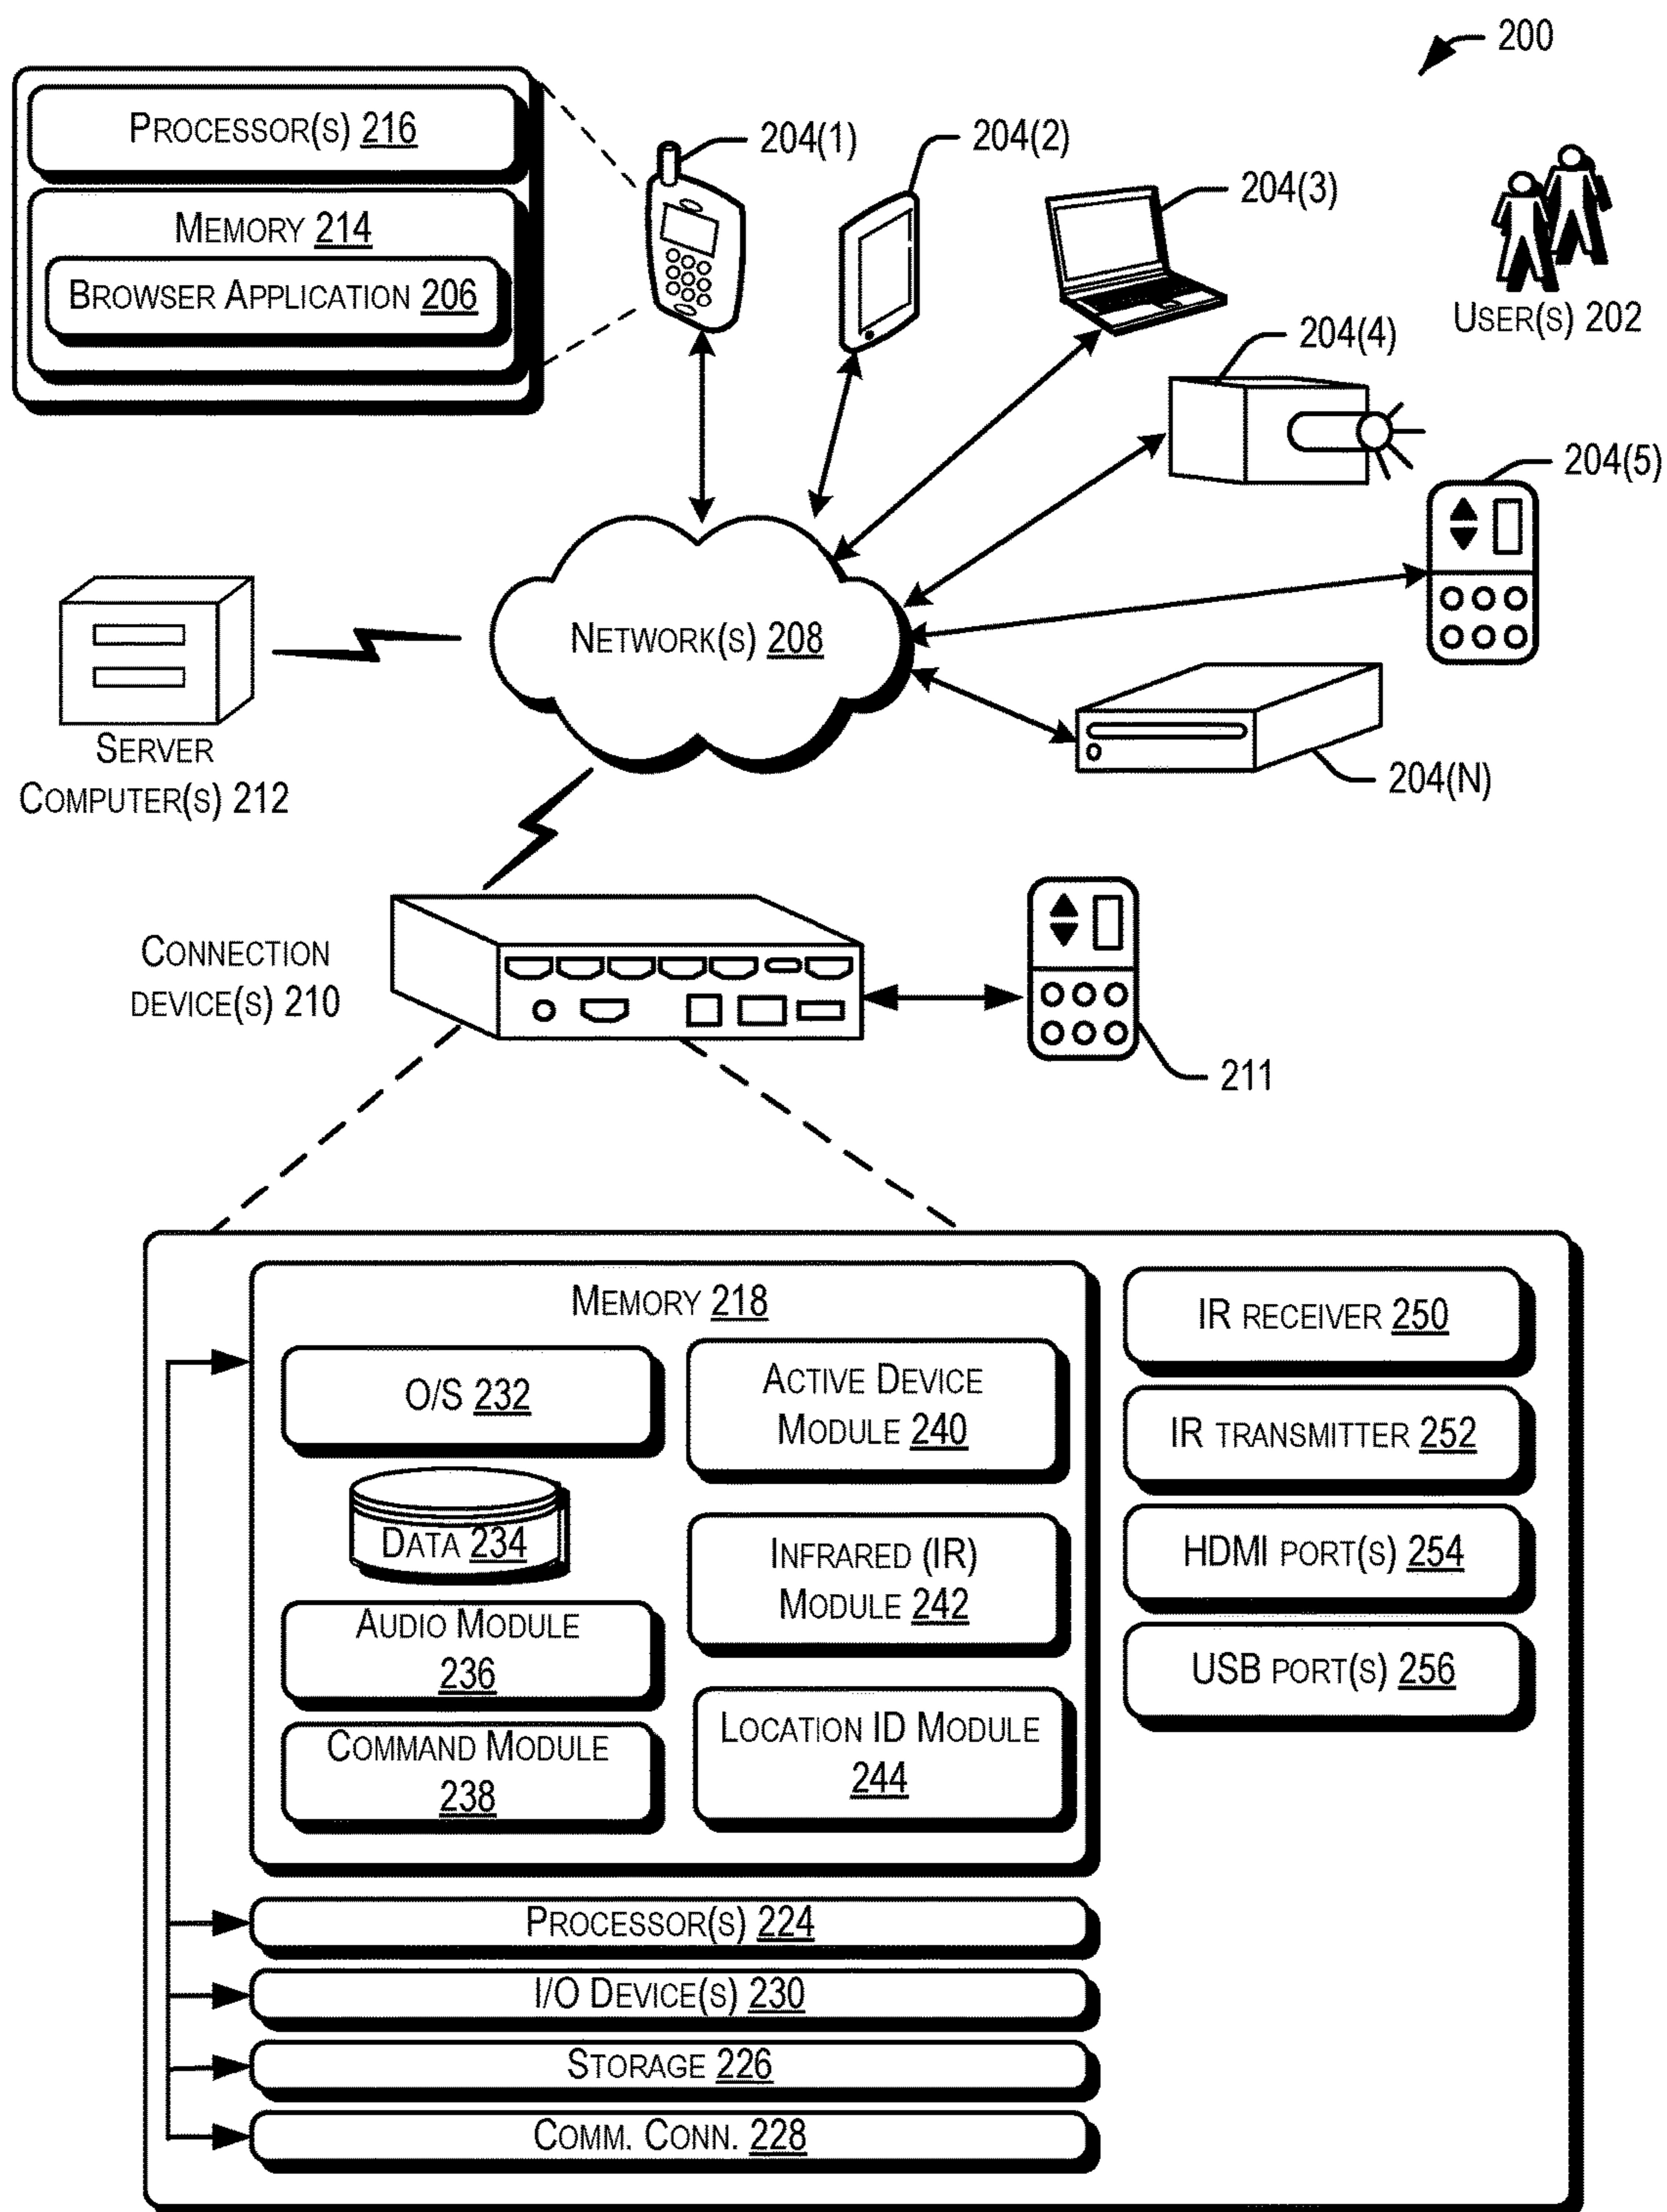 200
PROCESSOR(S) 216
204(1)
204(2)
204(3)
MEMORY 214
BROWSER APPLICATION 206
USER(S) 202
204(4)
204(5)
NETWORK(S) 208
SERVER
COMPUTER(S) 212
204(N)
CONNECTION
DEVICE(S) 210
211
MEMORY 218
O/S 232
DATA 234
AUDIO MODULE
236
COMMAND MODULE
238
ACTIVE DEVICE
MODULE 240
INFRARED (IR)
MODULE 242
LOCATION ID MODULE
244
IR RECEIVER 250
IR TRANSMITTER 252
HDMI PORT(S) 254
USB PORT(S) 256
PROCESSOR(S) 224
I/O DEVICE(S) 230
STORAGE 226
COMM. CONN. 228